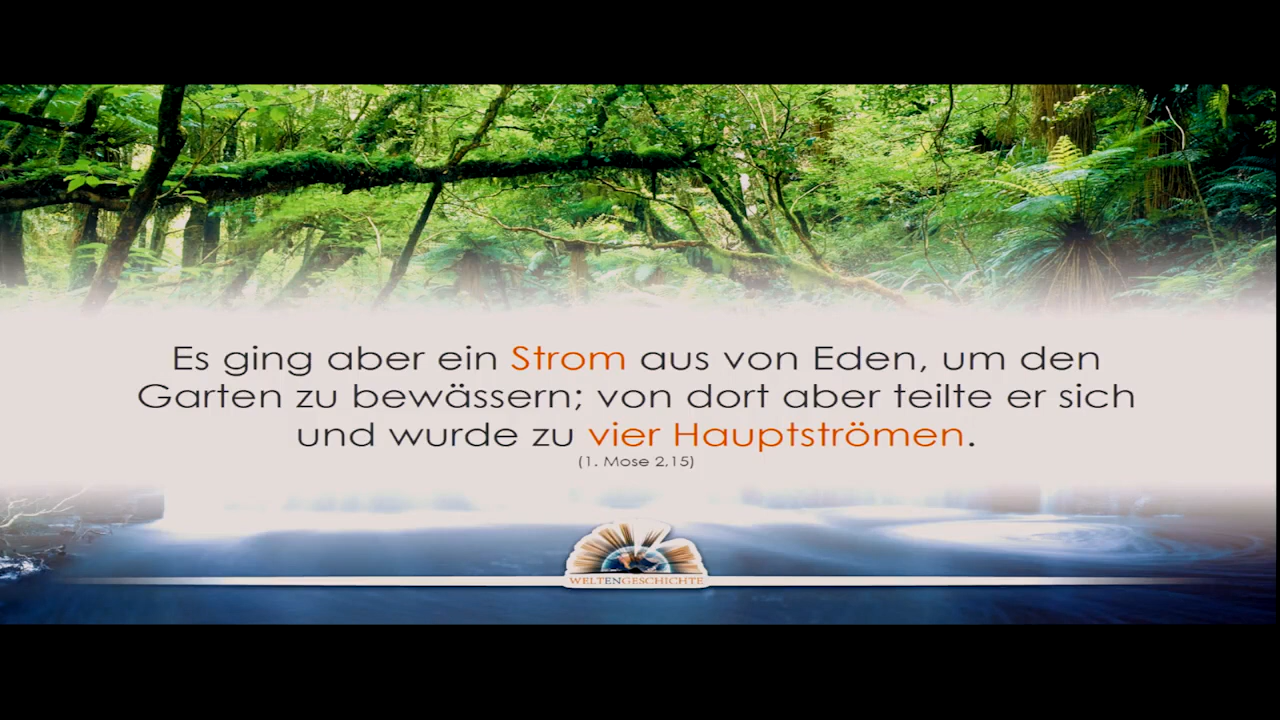 Es ging aber ein Strom aus von Eden, um den
Garten zu bewässern; von dort aber teilte er sich
und wurde zu vier Hauptströmen.
(1. Mose 2,15)
WELTENGESCHICHTE